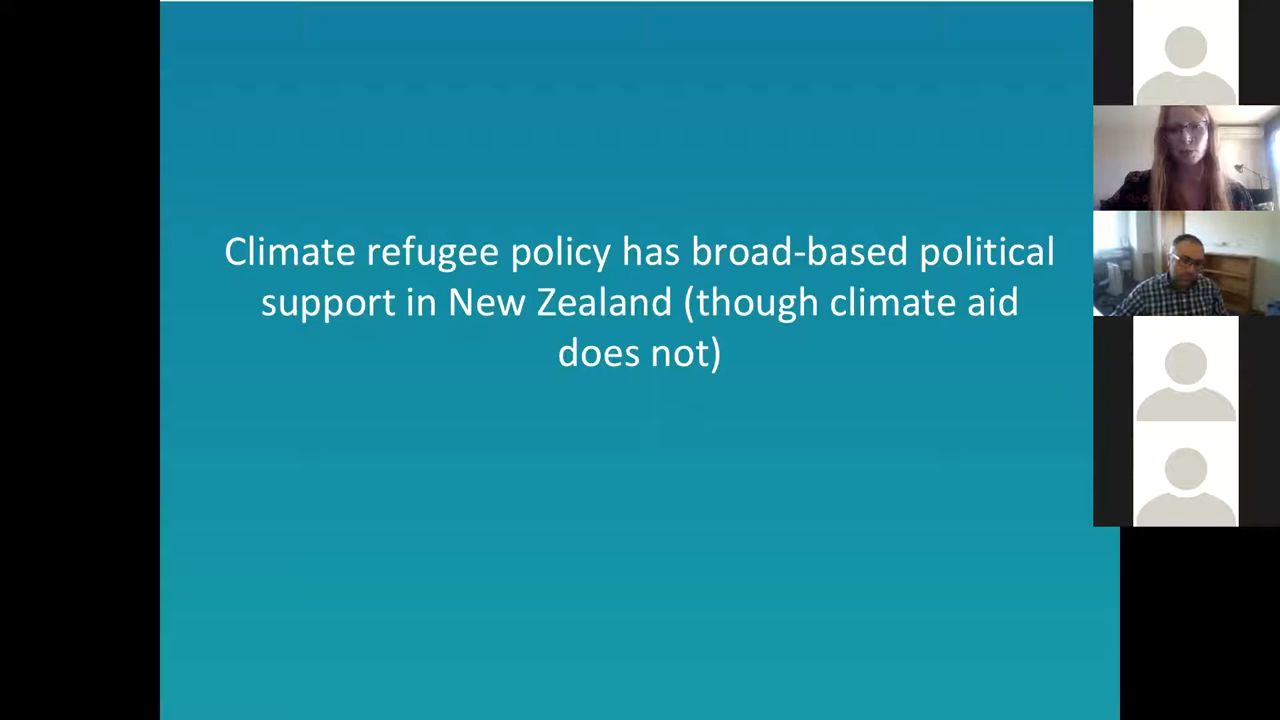 Climate refugee policy has broad-based political
support in New Zealand (though climate aid
does not)